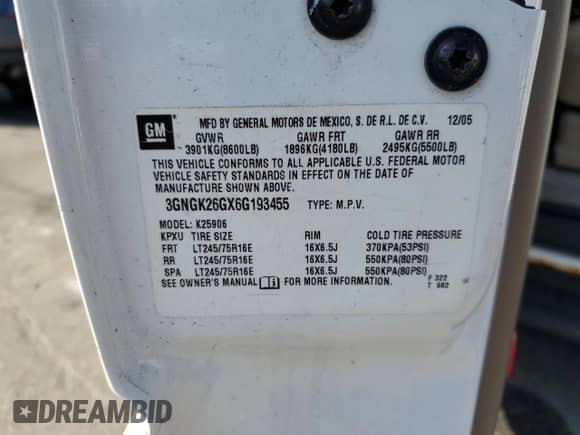 GM
MFD BY GENERAL MOTORS DE MEXICO, S. DE R.L. DE C.V. 12/05
GVWR GAWR FRT GAWR RR
3901KG(8600LB) 1896KG(4180LB) 2495KG(5500LB)
THIS VEHICLE CONFORMS TO ALL APPLICABLE U.S. FEDERAL MOTOR
VEHICLE SAFETY STANDARDS IN EFFECT ON THE DATE OF
MANUFACTURE SHOWN ABOVE.
3GNGK26GX6G193455 TYPE: M.P.V.
MODEL: K25906
KPXU TIRE SIZE RIM COLD TIRE PRESSURE
FRT LT245/75R16E 16X6.5J 370KPA(53PSI)
RR LT245/75R16E 16X6.5J 550KPA(80PSI)
SPA LT245/75R16E 16X6.5J 550KPA(80PSI)
SEE OWNER'S MANUAL FOR MORE INFORMATION.
F 322
T 682
DREAMBID